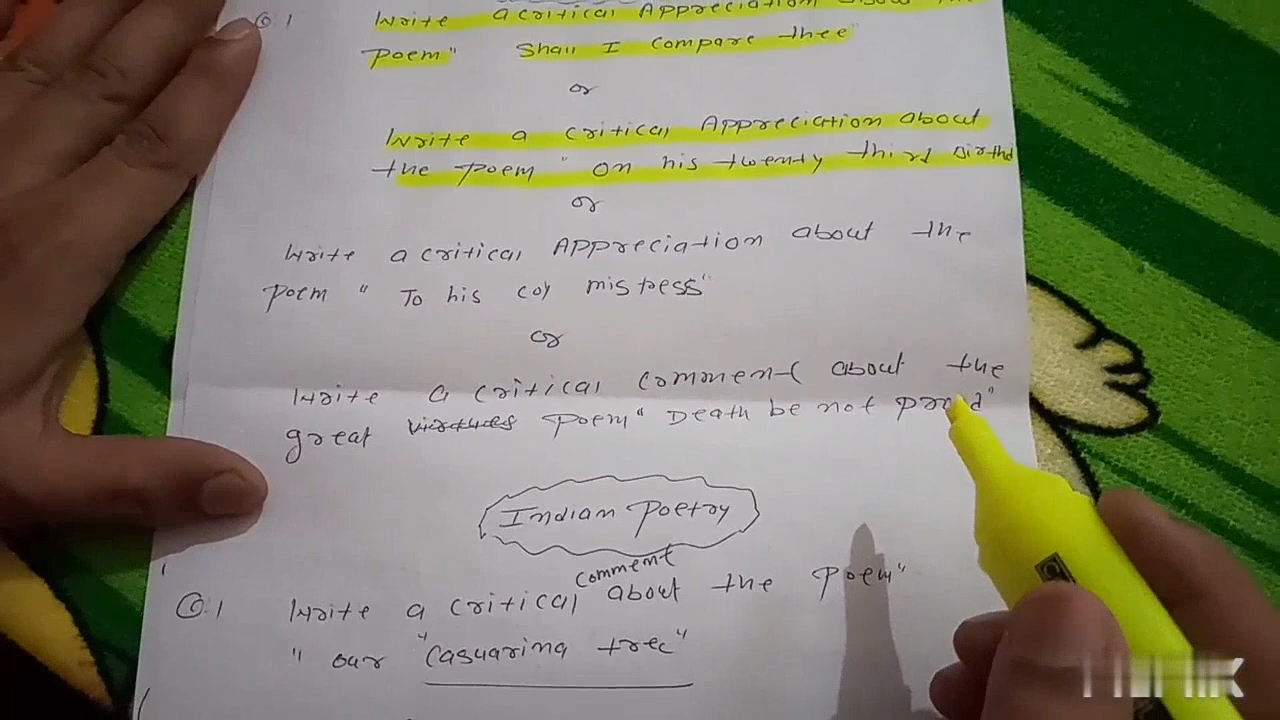 Q.1 Write a critical Appreciation
Poem" Shall I compare thee"
or
Write a critical Appreciation about
the poem " on his twenty third Birthd
or
Write a critical Appreciation about the
Poem " To his coy mistress"
or
Write a critical comment about the
great virtues poem" Death be not proud"
Indian Poetry
comment
Q.1 Write a critical about the poem"
" our "Casuarina tree"